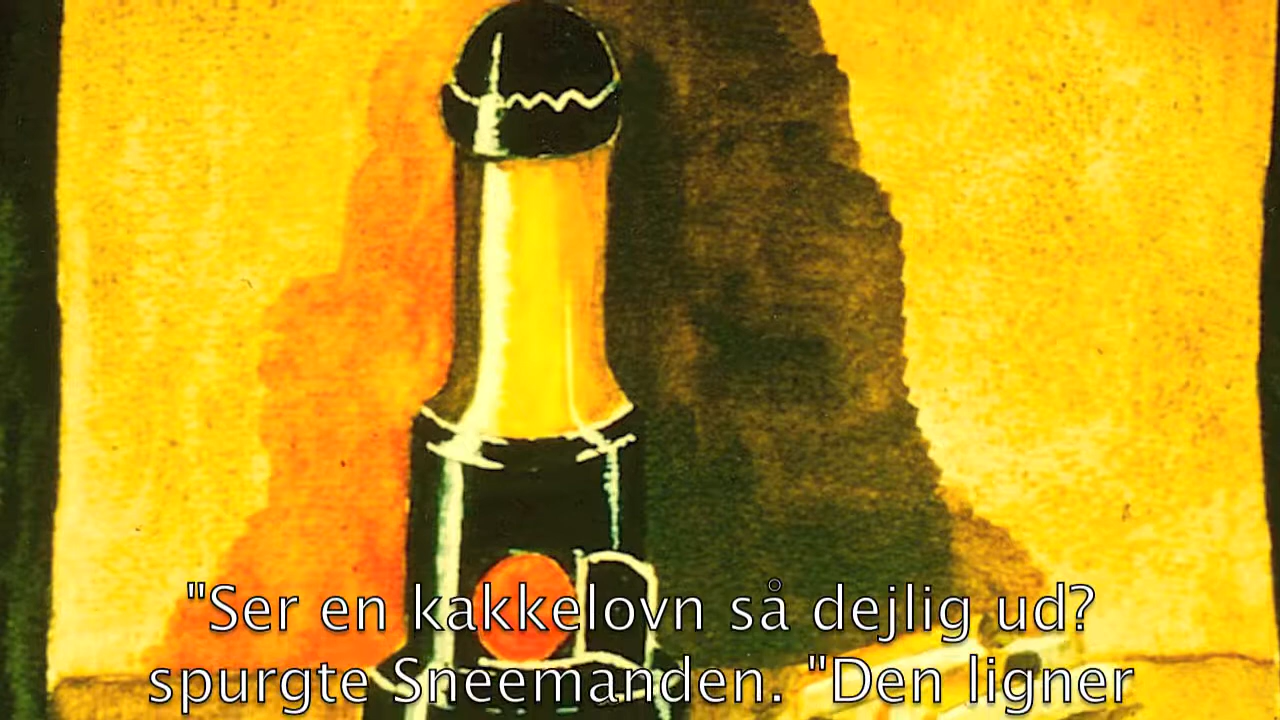 "Ser en kakkelovn så dejlig ud?
spurgte Sneemanden. "Den ligner